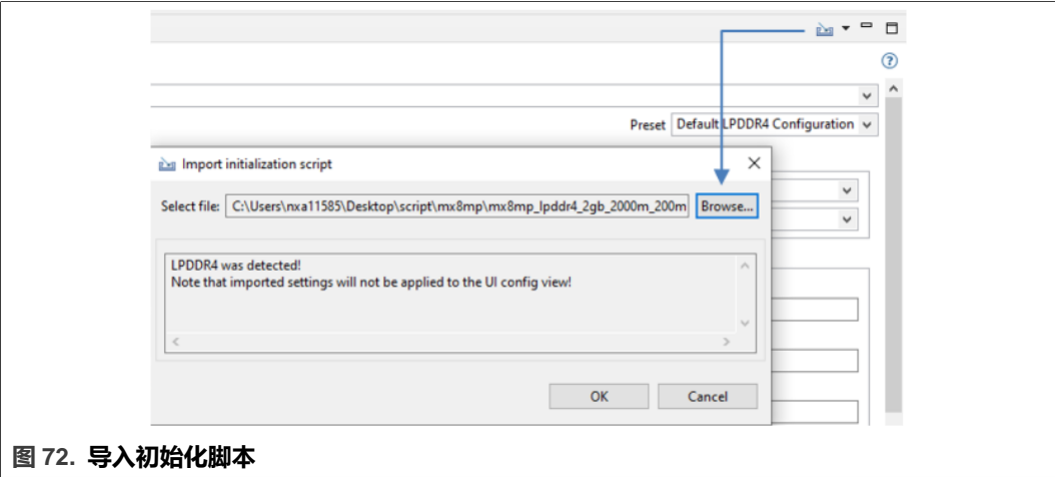 Preset Default LPDDR4 Configuration
Import initialization script
Select file: C:\Users\nxa11585\Desktop\script\mx8mp\mx8mp_lpddr4_2gb_2000m_200m Browse...
LPDDR4 was detected!
Note that imported settings will not be applied to the UI config view!
OK Cancel
图 72. 导入初始化脚本